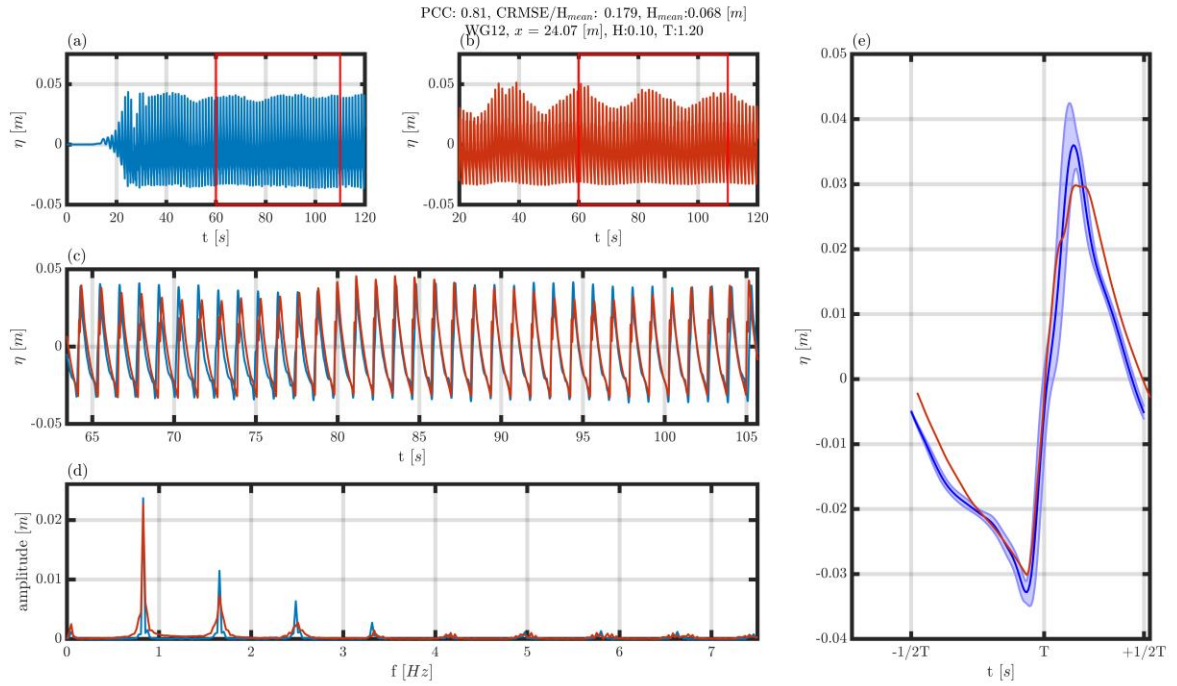 PCC: 0.81, CRMSE/H_mean: 0.179, H_mean:0.068 [m]
WG12, x = 24.07 [m], H:0.10, T:1.20
(a)
0.05
0
-0.05
η [m]
0 20 40 60 80 100 120
t [s]
(b)
0.05
0
-0.05
η [m]
20 40 60 80 100 120
t [s]
(c)
0.05
0
-0.05
η [m]
65 70 75 80 85 90 95 100 105
t [s]
(d)
0.02
0.01
0
amplitude [m]
0 1 2 3 4 5 6 7
f [Hz]
(e)
0.05
0.04
0.03
0.02
0.01
0
-0.01
-0.02
-0.03
-0.04
η [m]
-1/2T T +1/2T
t [s]